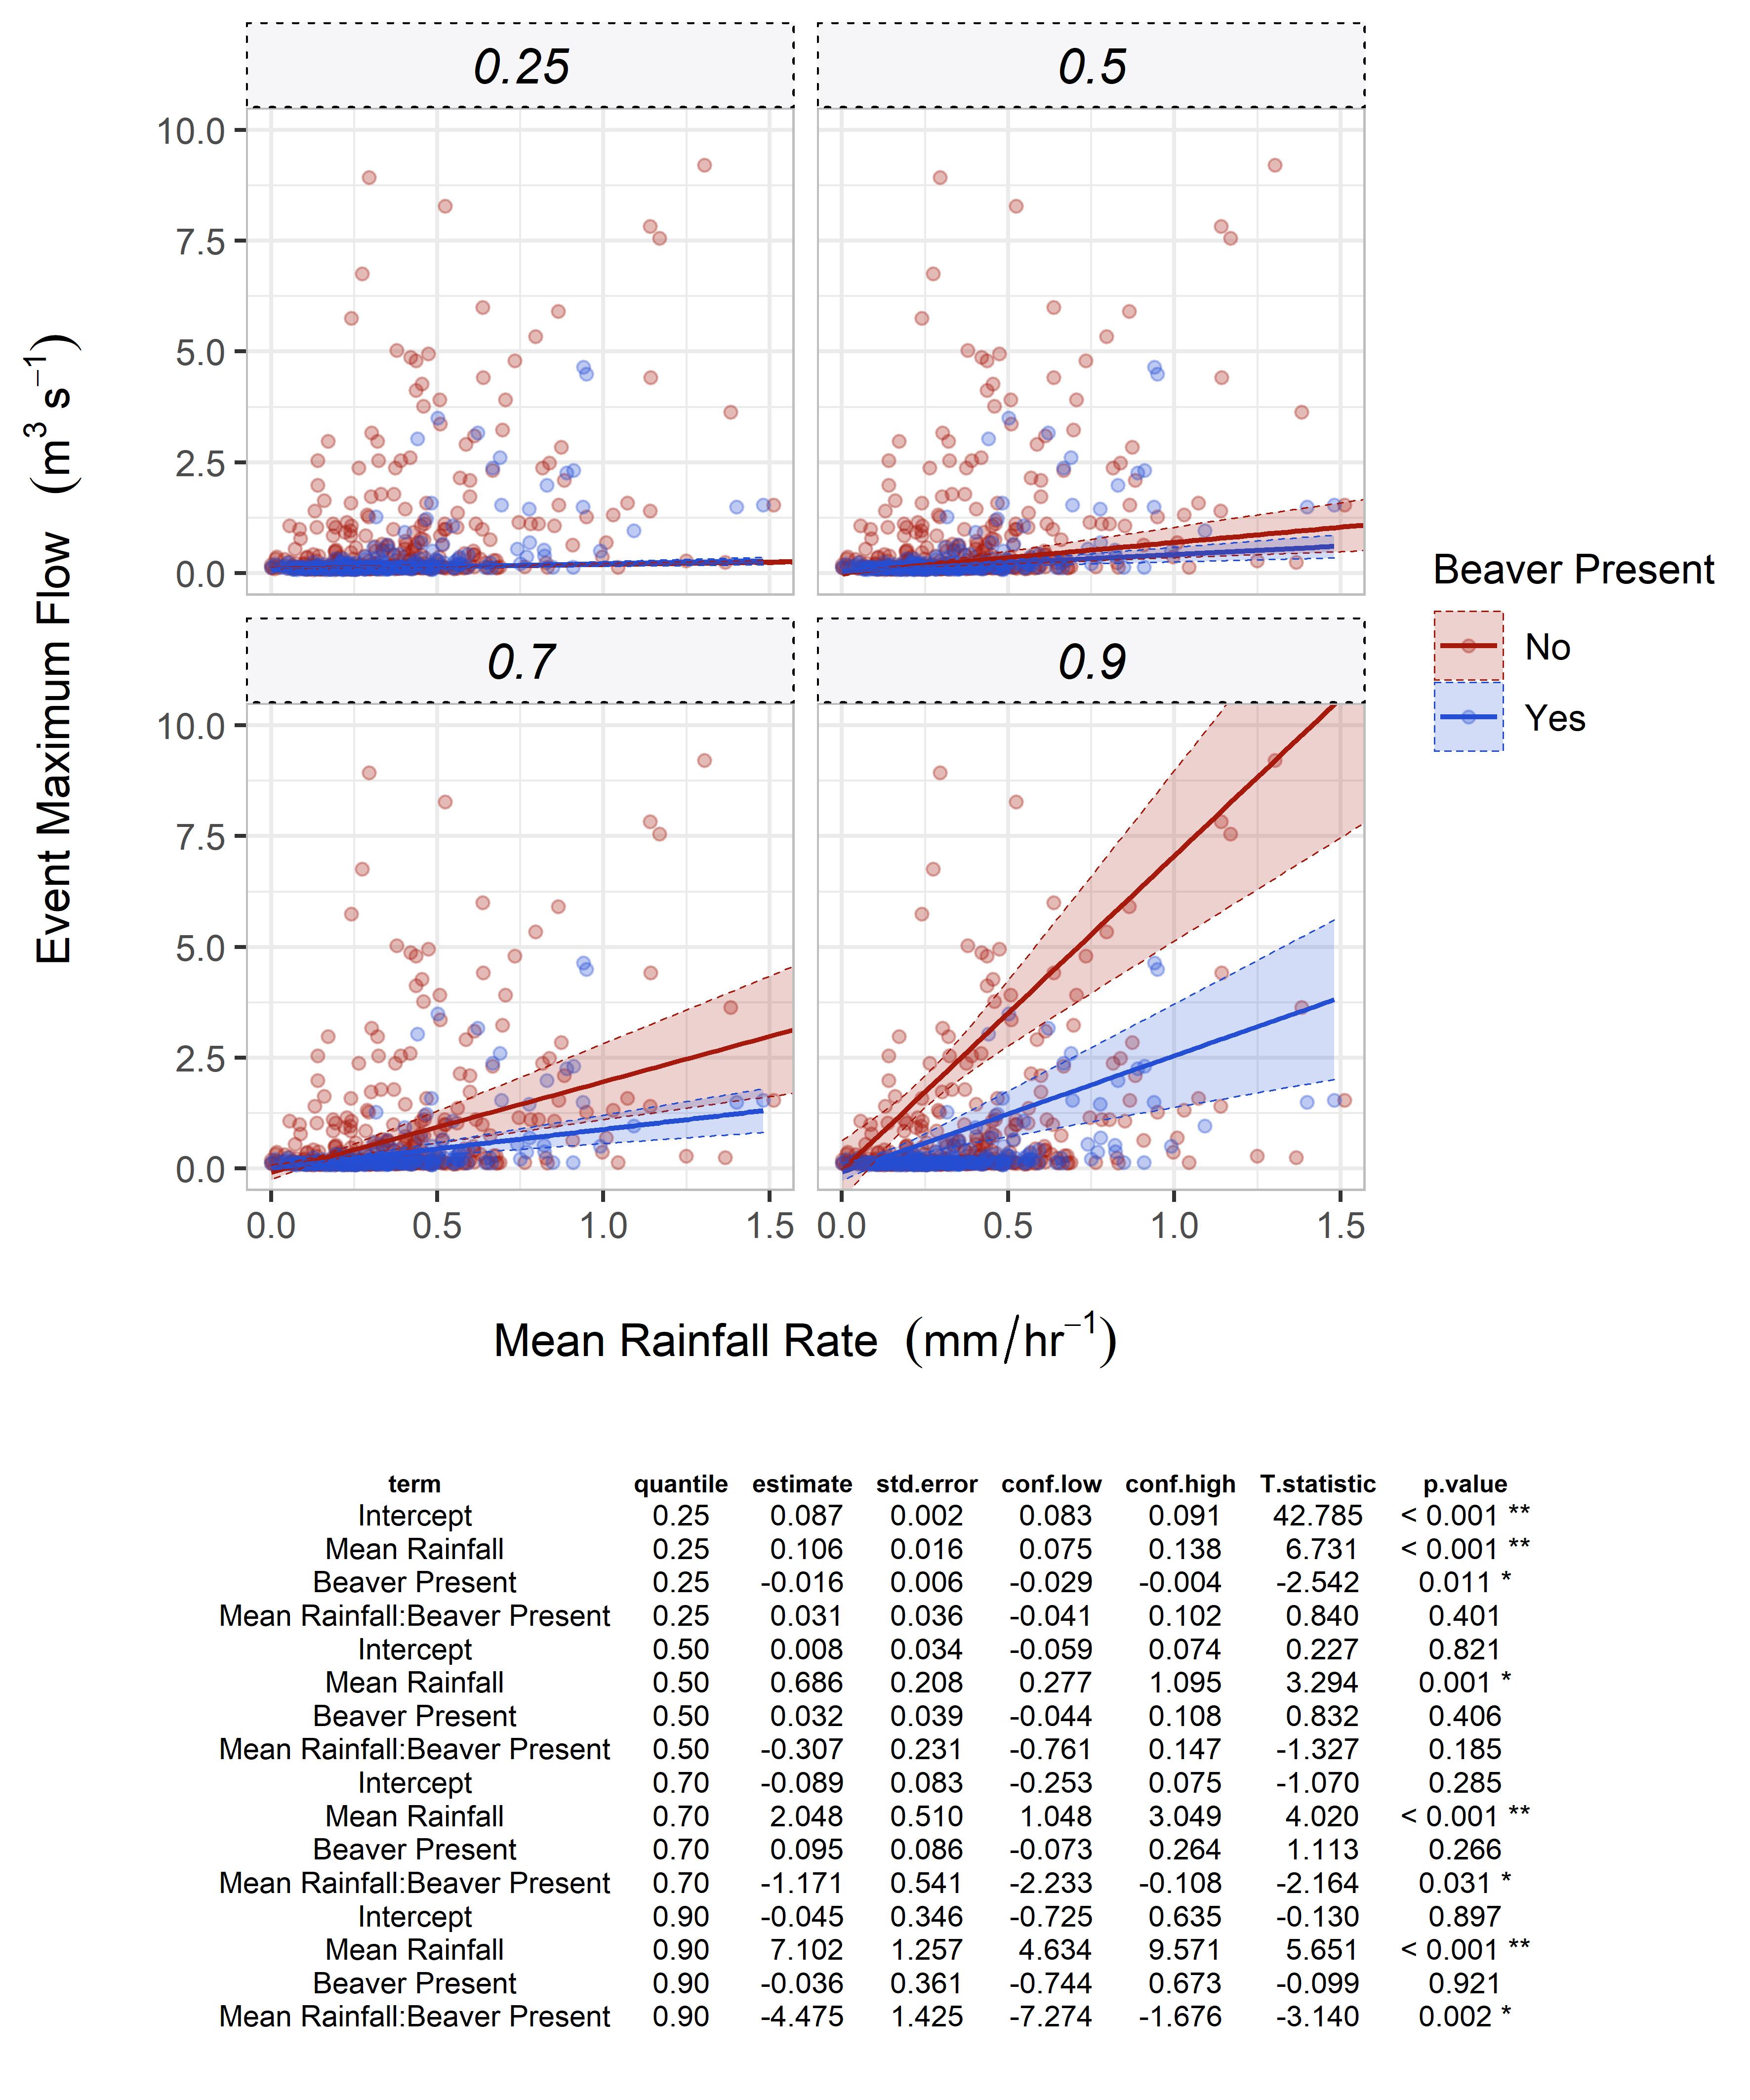 0.25 0.5
10.0
7.5
5.0
2.5
0.0
0.7 0.9
10.0
7.5
5.0
2.5
0.0
0.0 0.5 1.0 1.5 0.0 0.5 1.0 1.5
Event Maximum Flow (m³ s⁻¹)
Mean Rainfall Rate (mm/hr⁻¹)
Beaver Present
No
Yes
term quantile estimate std.error conf.low conf.high T.statistic p.value
Intercept 0.25 0.087 0.002 0.083 0.091 42.785 < 0.001 **
Mean Rainfall 0.25 0.106 0.016 0.075 0.138 6.731 < 0.001 **
Beaver Present 0.25 -0.016 0.006 -0.029 -0.004 -2.542 0.011 *
Mean Rainfall:Beaver Present 0.25 0.031 0.036 -0.041 0.102 0.840 0.401
Intercept 0.50 0.008 0.034 -0.059 0.074 0.227 0.821
Mean Rainfall 0.50 0.686 0.208 0.277 1.095 3.294 0.001 *
Beaver Present 0.50 0.032 0.039 -0.044 0.108 0.832 0.406
Mean Rainfall:Beaver Present 0.50 -0.307 0.231 -0.761 0.147 -1.327 0.185
Intercept 0.70 -0.089 0.083 -0.253 0.075 -1.070 0.285
Mean Rainfall 0.70 2.048 0.510 1.048 3.049 4.020 < 0.001 **
Beaver Present 0.70 0.095 0.086 -0.073 0.264 1.113 0.266
Mean Rainfall:Beaver Present 0.70 -1.171 0.541 -2.233 -0.108 -2.164 0.031 *
Intercept 0.90 -0.045 0.346 -0.725 0.635 -0.130 0.897
Mean Rainfall 0.90 7.102 1.257 4.634 9.571 5.651 < 0.001 **
Beaver Present 0.90 -0.036 0.361 -0.744 0.673 -0.099 0.921
Mean Rainfall:Beaver Present 0.90 -4.475 1.425 -7.274 -1.676 -3.140 0.002 *